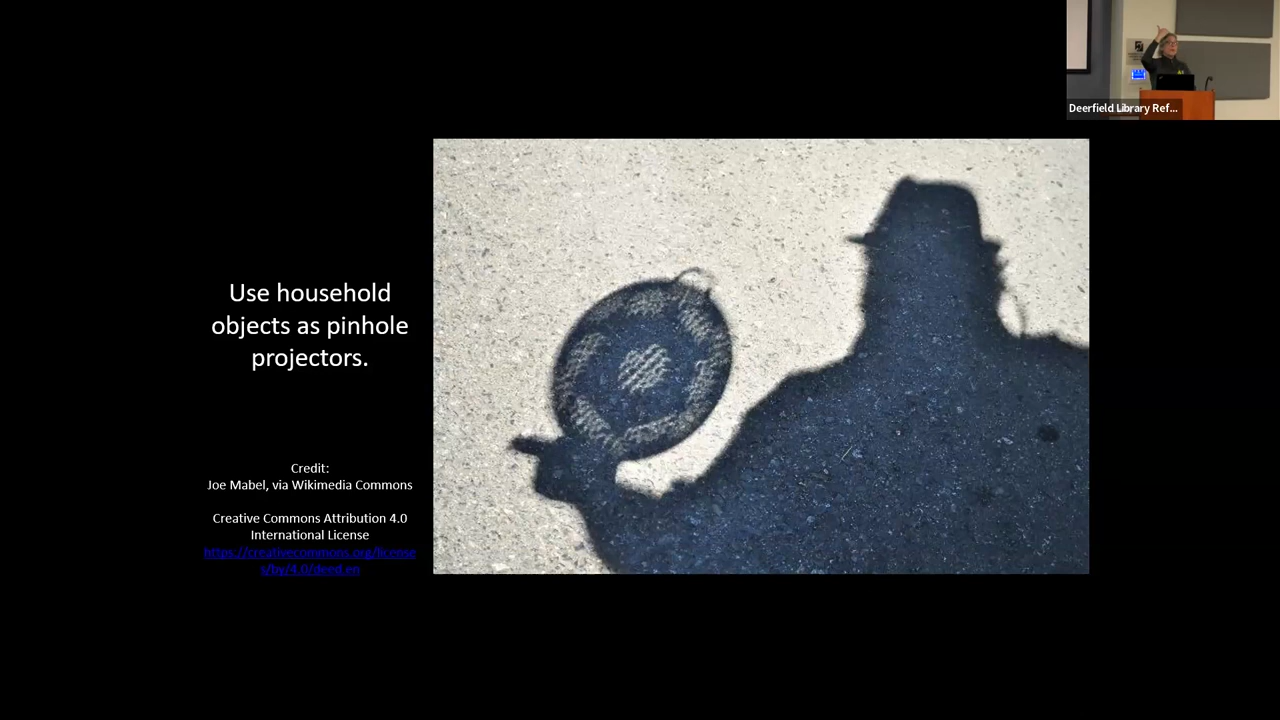 Deerfield Library Ref...
Use household
objects as pinhole
projectors.
Credit:
Joe Mabel, via Wikimedia Commons
Creative Commons Attribution 4.0
International License
https://creativecommons.org/license
s/by/4.0/deed.en